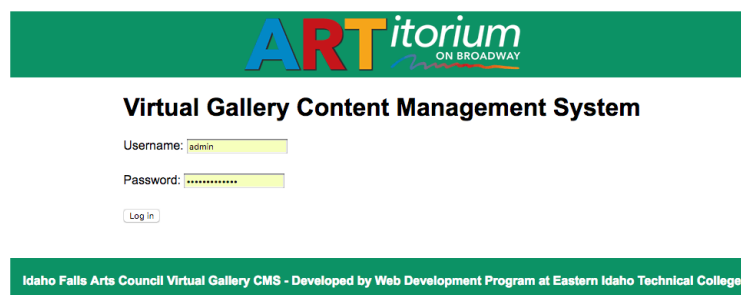 ARTitorium
ON BROADWAY
Virtual Gallery Content Management System
Username: admin
Password: •••••••••••••
Log in
Idaho Falls Arts Council Virtual Gallery CMS - Developed by Web Development Program at Eastern Idaho Technical College